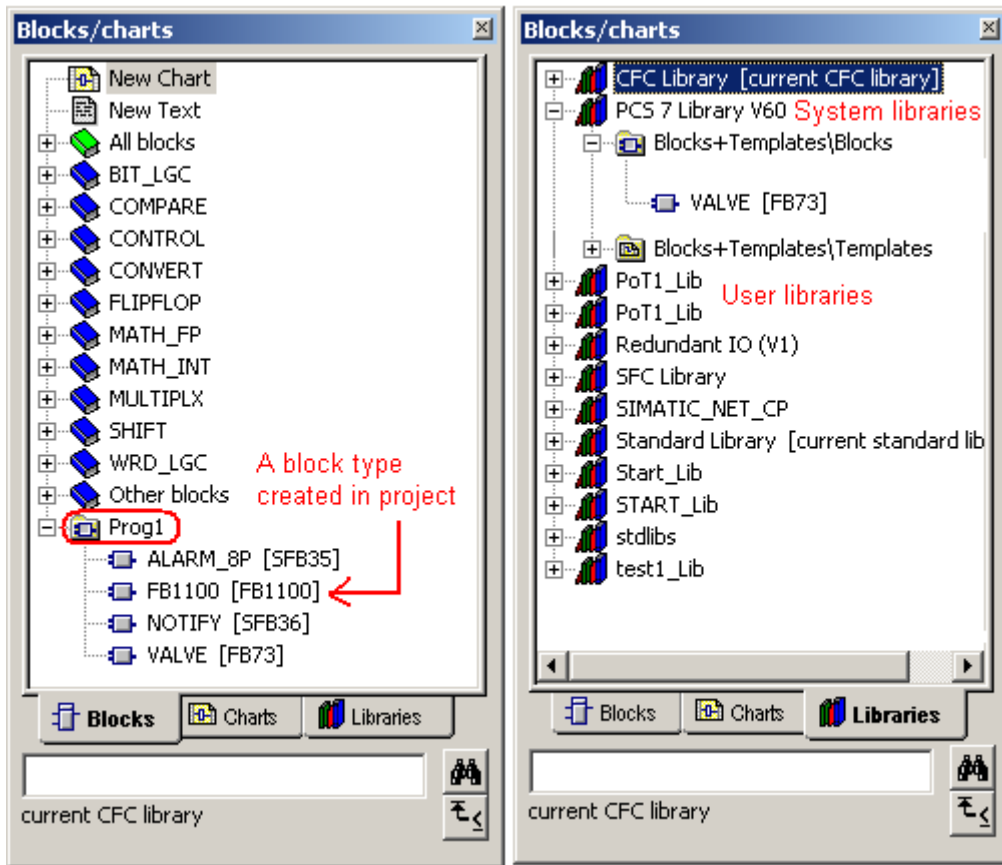 Blocks/charts
New Chart
New Text
All blocks
BIT_LGC
COMPARE
CONTROL
CONVERT
FLIPFLOP
MATH_FP
MATH_INT
MULTIPLX
SHIFT
WRD_LGC
Other blocks
A block type
created in project
Prog1
ALARM_8P [SFB35]
FB1100 [FB1100]
NOTIFY [SFB36]
VALVE [FB73]
Blocks
Charts
Libraries
current CFC library
Blocks/charts
CFC Library [current CFC library]
PCS 7 Library V60
System libraries
Blocks+Templates\Blocks
VALVE [FB73]
Blocks+Templates\Templates
PoT1_Lib
User libraries
PoT1_Lib
Redundant IO (V1)
SFC Library
SIMATIC_NET_CP
Standard Library [current standard lib
Start_Lib
START_Lib
stdlibs
test1_Lib
Blocks
Charts
Libraries
current CFC library